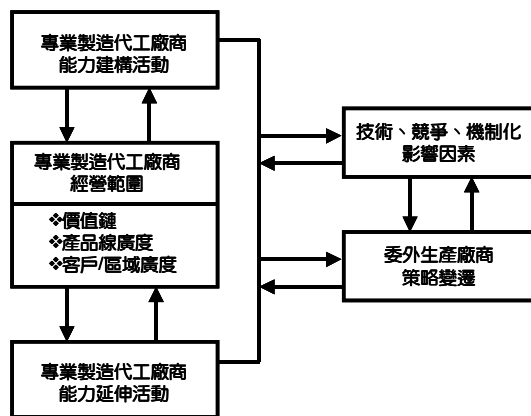 專業製造代工廠商
能力建構活動
專業製造代工廠商
經營範圍
❖價值鏈
❖產品線廣度
❖客戶/區域廣度
專業製造代工廠商
能力延伸活動
技術、競爭、機制化
影響因素
委外生產廠商
策略變遷